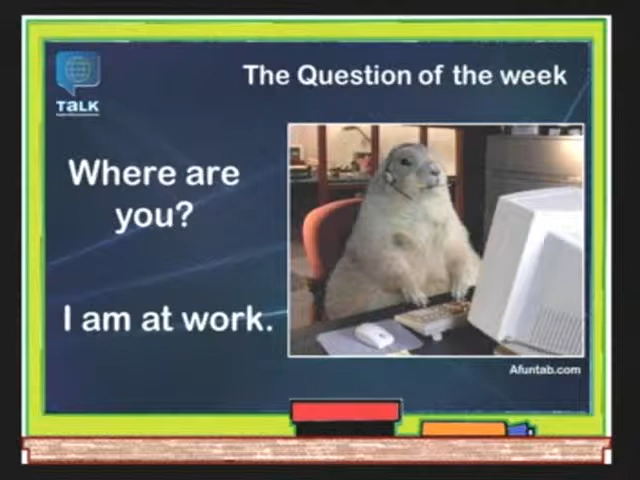 TaLK
The Question of the week
Where are
you?
I am at work.
Afuntab.com